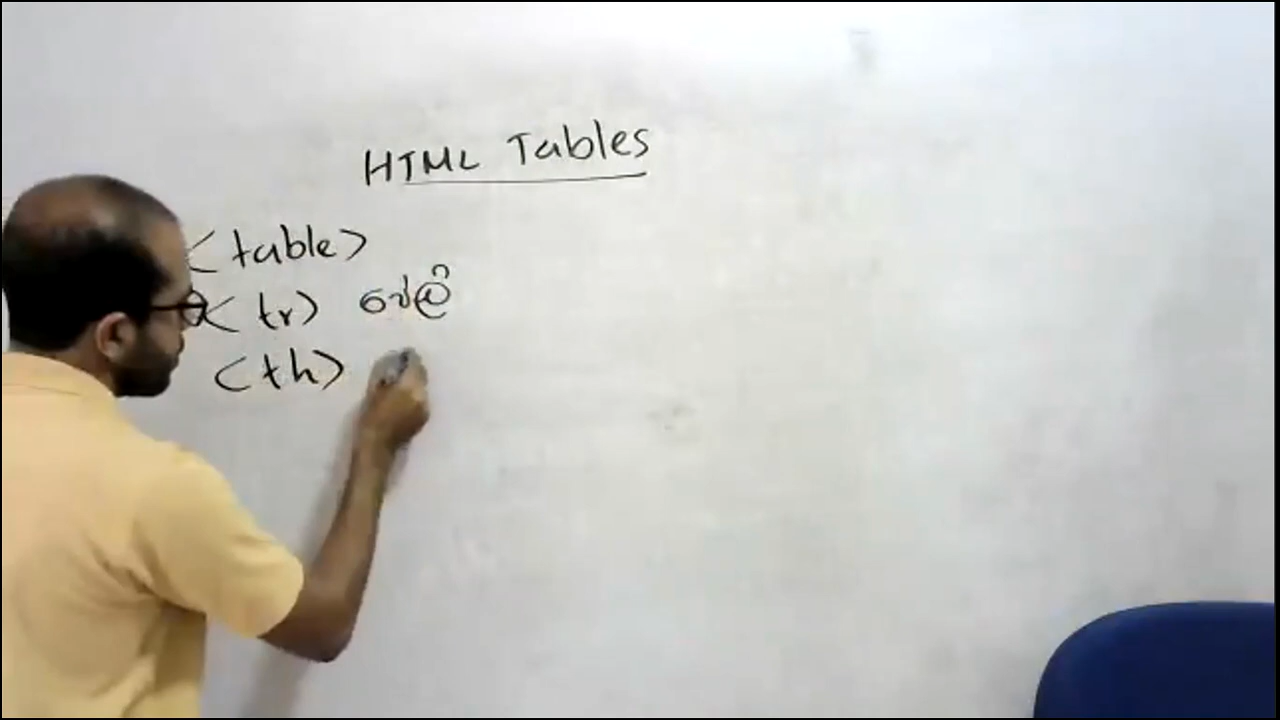 HTML Tables
<table>
<tr> පේලි
<th>